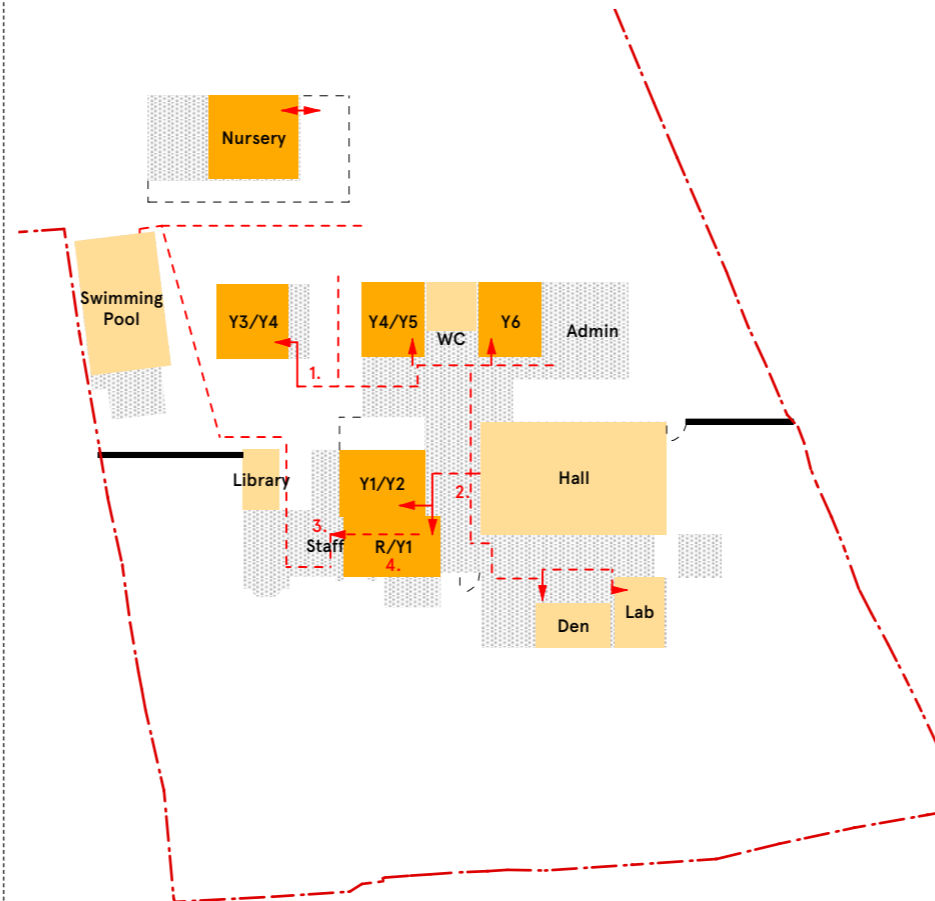 Nursery
Swimming
Pool
Y3/Y4
Y4/Y5
WC
Y6
Admin
1.
Library
Y1/Y2
2.
Hall
3.
Staff
R/Y1
4.
Den
Lab